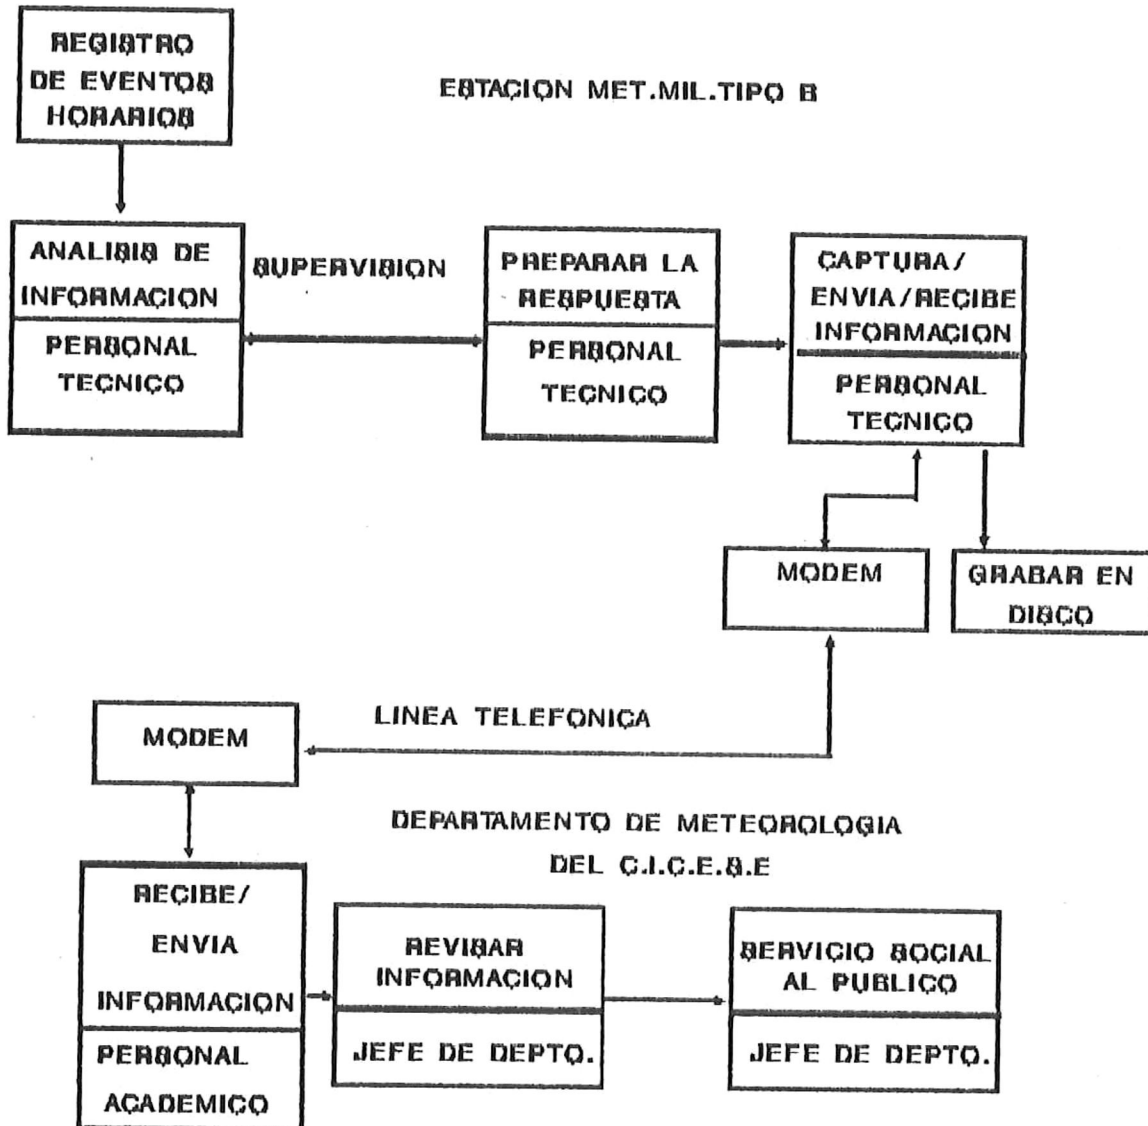 REGISTRO
DE EVENTOS
HORARIOS
ESTACION MET.MIL.TIPO B
ANALISIS DE
INFORMACION
PERSONAL
TECNICO
SUPERVISION
PREPARAR LA
RESPUESTA
PERSONAL
TECNICO
CAPTURA/
ENVIA/RECIBE
INFORMACION
PERSONAL
TECNICO
MODEM
GRABAR EN
DISCO
MODEM
LINEA TELEFONICA
DEPARTAMENTO DE METEOROLOGIA
DEL C.I.C.E.S.E
RECIBE/
ENVIA
INFORMACION
PERSONAL
ACADEMICO
REVISAR
INFORMACION
JEFE DE DEPTO.
SERVICIO SOCIAL
AL PUBLICO
JEFE DE DEPTO.